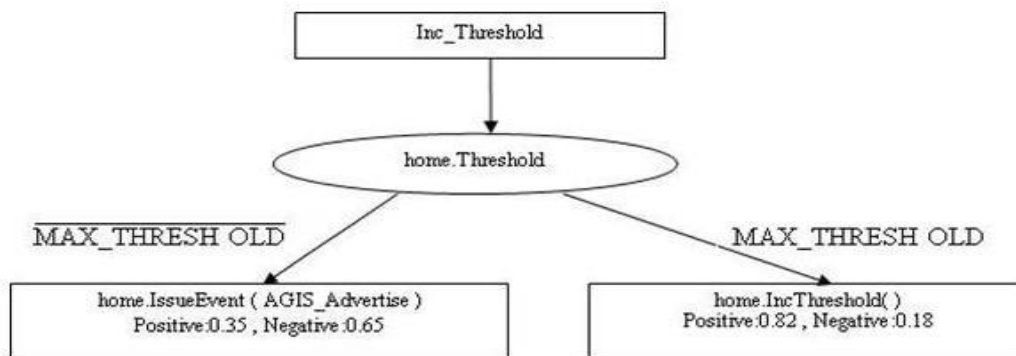 Inc_Threshold
home.Threshold
MAX_THRESH OLD
MAX_THRESH OLD
home.IssueEvent ( AGIS_Advertise )
Positive:0.35 , Negative:0.65
home.IncThreshold( )
Positive:0.82 , Negative:0.18